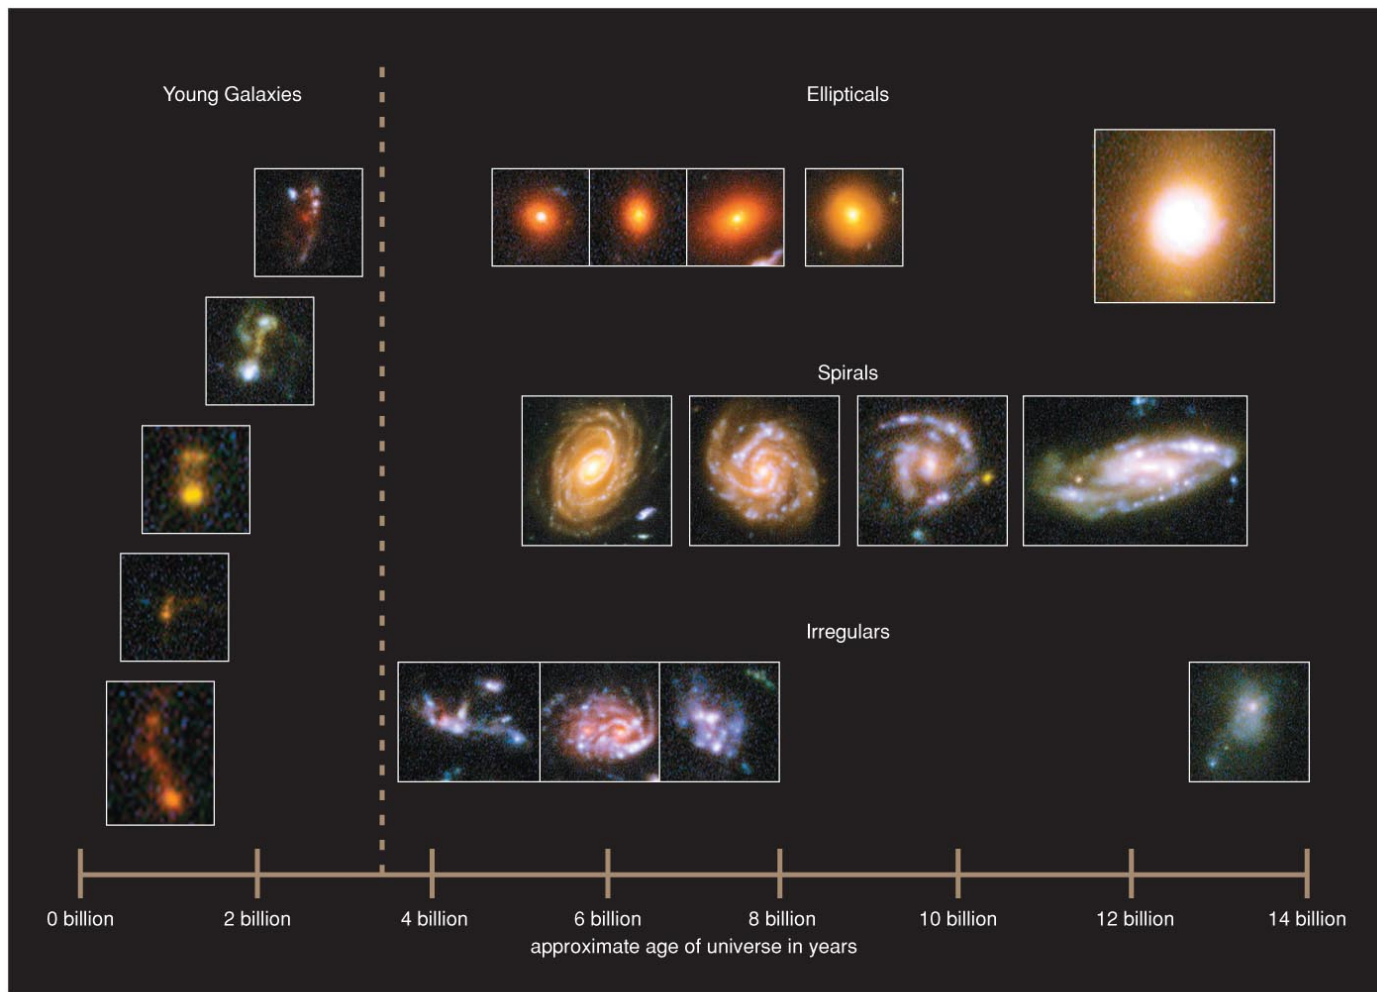 Young Galaxies
Ellipticals
Spirals
Irregulars
0 billion
2 billion
4 billion
6 billion
8 billion
10 billion
12 billion
14 billion
approximate age of universe in years